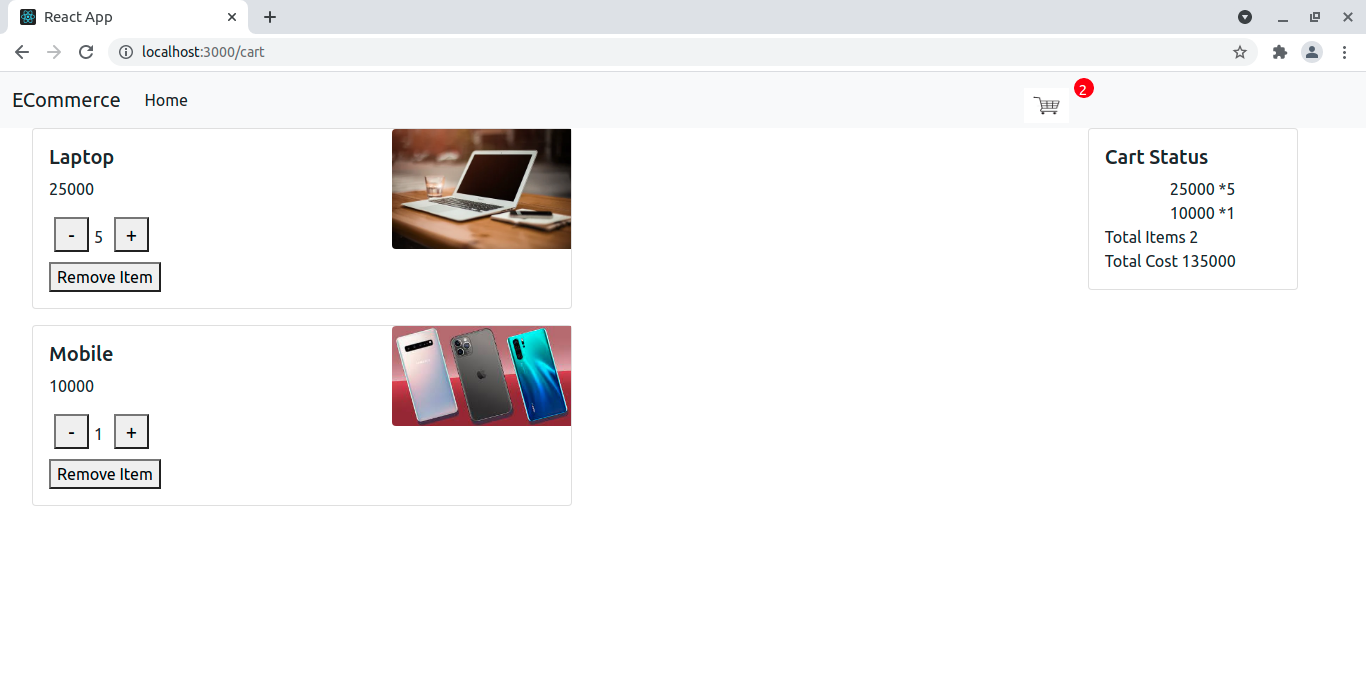 React App
localhost:3000/cart
ECommerce Home
2
Laptop
25000
- 5 +
Remove Item
Mobile
10000
- 1 +
Remove Item
Cart Status
25000 *5
10000 *1
Total Items 2
Total Cost 135000